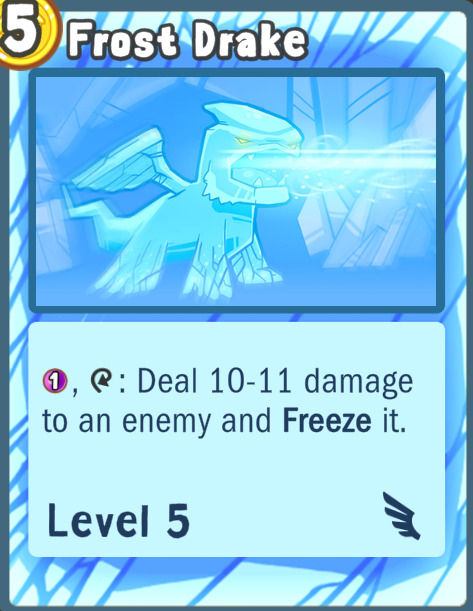 5 Frost Drake
1, : Deal 10-11 damage
to an enemy and Freeze it.
Level 5